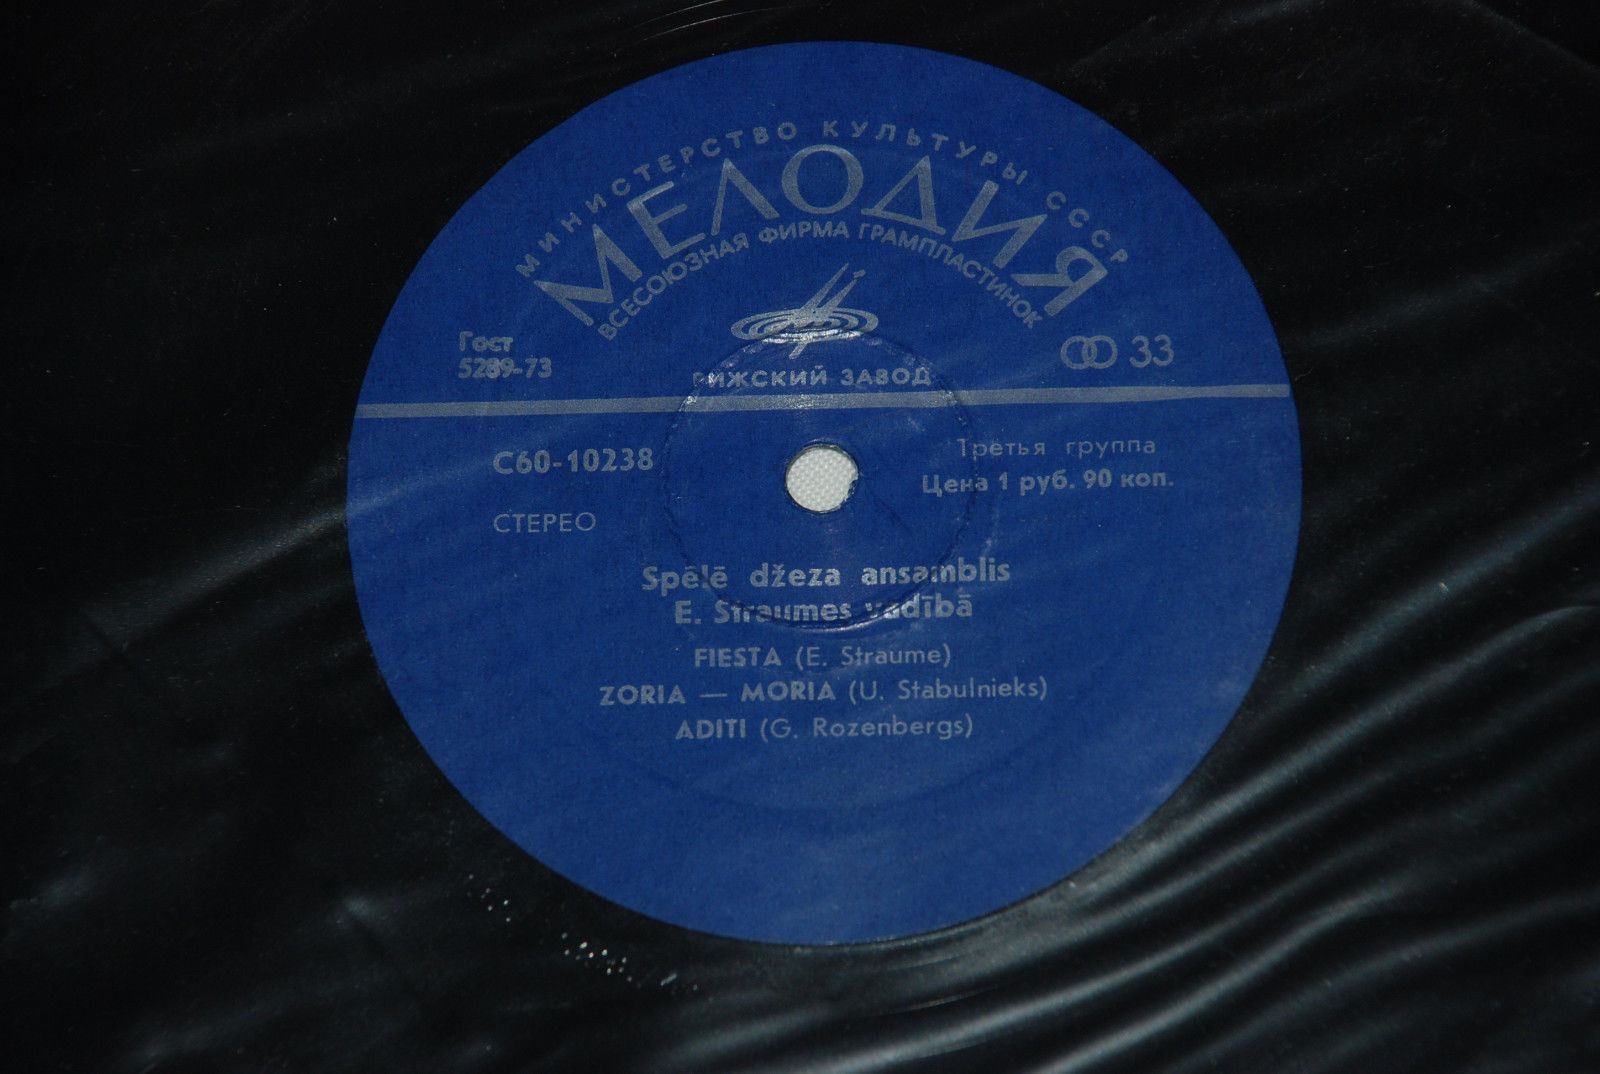 МИНИСТЕРСТВО КУЛЬТУРЫ СССР
МЕЛОДИЯ
ВСЕСОЮЗНАЯ ФИРМА ГРАМПЛАСТИНОК
Гост
5289-73
33
РИЖСКИЙ ЗАВОД
С60-10238
Третья группа
Цена 1 руб. 90 коп.
СТЕРЕО
Spēlē džeza ansamblis
E. Straumes vadībā
FIESTA (E. Straume)
ZORIA — MORIA (U. Stabulnieks)
ADITI (G. Rozenbergs)